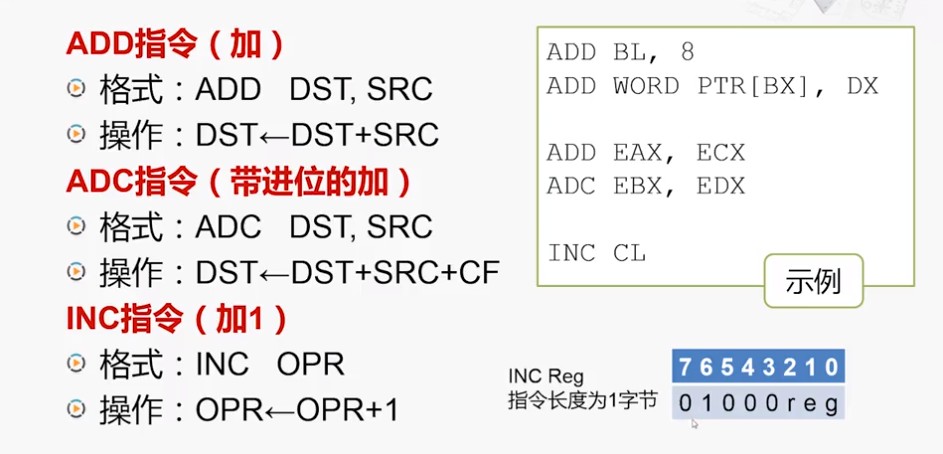 ADD指令（加）
格式：ADD DST, SRC
操作：DST←DST+SRC
ADC指令（带进位的加）
格式：ADC DST, SRC
操作：DST←DST+SRC+CF
INC指令（加1）
格式：INC OPR
操作：OPR←OPR+1
ADD BL, 8
ADD WORD PTR[BX], DX
ADD EAX, ECX
ADC EBX, EDX
INC CL
示例
INC Reg
指令长度为1字节
7 6 5 4 3 2 1 0
0 1 0 0 0 r e g